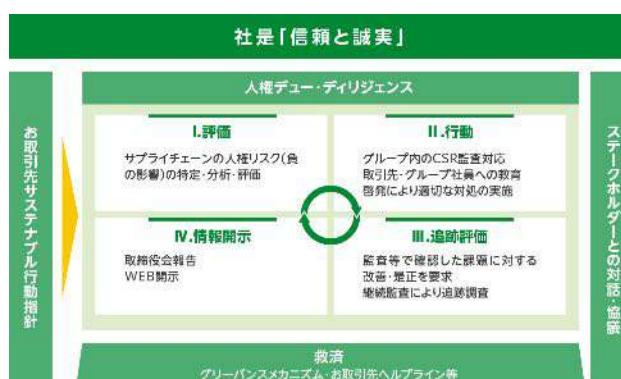 社是「信頼と誠実」
お取引先サステナブル行動指針
人権デュー・ディリジェンス
I.評価
サプライチェーンの人権リスク(負
の影響)の特定・分析・評価
II.行動
グループ内のCSR監査対応
取引先・グループ社員への教育
啓発により適切な対処の実施
IV.情報開示
取締役会報告
WEB開示
III.追跡評価
監査等で確認した課題に対する
改善・是正を要求
継続監査により追跡調査
ステークホルダーとの対話・協議
救済
グリーバンスメカニズム・お取引先ヘルプライン等